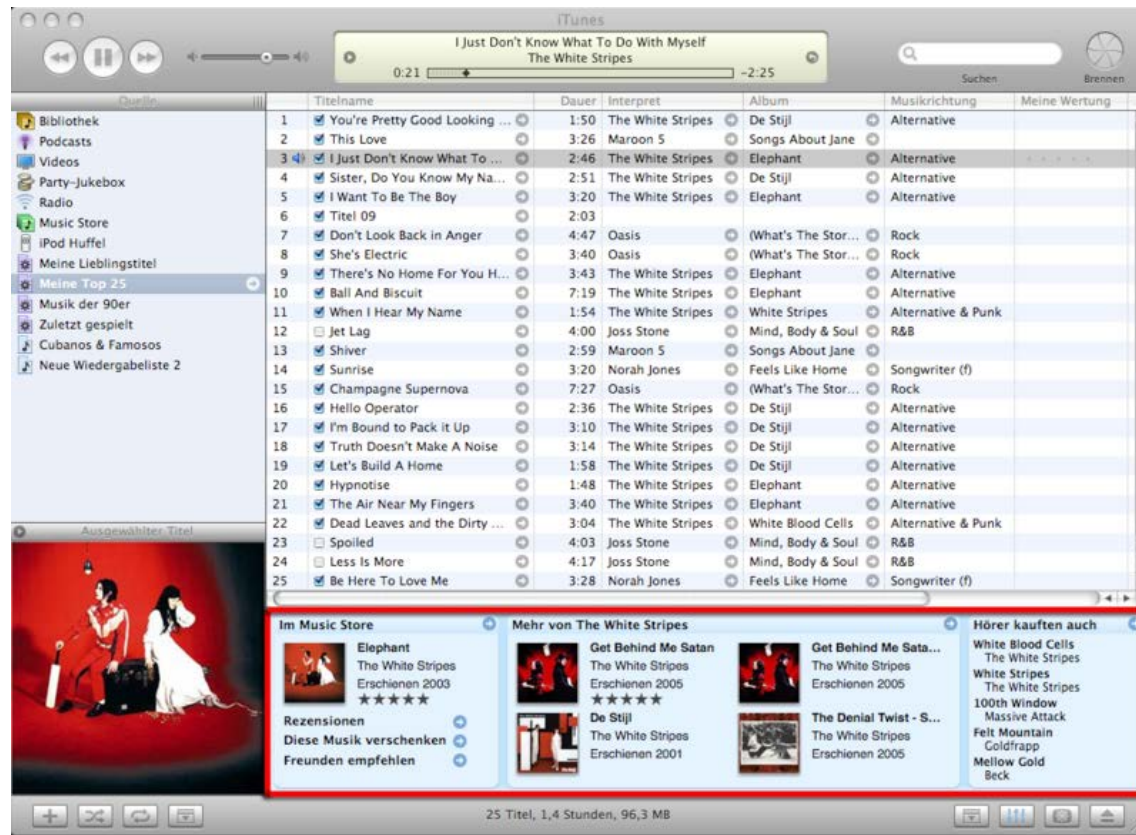 iTunes
I Just Don't Know What To Do With Myself
The White Stripes
0:21 -2:25
Suchen Brennen
Quelle
Bibliothek
Podcasts
Videos
Party-Jukebox
Radio
Music Store
iPod Huffel
Meine Lieblingstitel
Meine Top 25
Musik der 90er
Zuletzt gespielt
Cubanos & Famosos
Neue Wiedergabeliste 2
Titelname Dauer Interpret Album Musikrichtung Meine Wertung
1 You're Pretty Good Looking ... 1:50 The White Stripes De Stijl Alternative
2 This Love 3:26 Maroon 5 Songs About Jane
3 I Just Don't Know What To ... 2:46 The White Stripes Elephant Alternative
4 Sister, Do You Know My Na... 2:51 The White Stripes De Stijl Alternative
5 I Want To Be The Boy 3:20 The White Stripes Elephant Alternative
6 Titel 09 2:03
7 Don't Look Back in Anger 4:47 Oasis (What's The Stor... Rock
8 She's Electric 3:40 Oasis (What's The Stor... Rock
9 There's No Home For You H... 3:43 The White Stripes Elephant Alternative
10 Ball And Biscuit 7:19 The White Stripes Elephant Alternative
11 When I Hear My Name 1:54 The White Stripes White Stripes Alternative & Punk
12 Jet Lag 4:00 Joss Stone Mind, Body & Soul R&B
13 Shiver 2:59 Maroon 5 Songs About Jane
14 Sunrise 3:20 Norah Jones Feels Like Home Songwriter (f)
15 Champagne Supernova 7:27 Oasis (What's The Stor... Rock
16 Hello Operator 2:36 The White Stripes De Stijl Alternative
17 I'm Bound to Pack it Up 3:10 The White Stripes De Stijl Alternative
18 Truth Doesn't Make A Noise 3:14 The White Stripes De Stijl Alternative
19 Let's Build A Home 1:58 The White Stripes De Stijl Alternative
20 Hypnotise 1:48 The White Stripes Elephant Alternative
21 The Air Near My Fingers 3:40 The White Stripes Elephant Alternative
22 Dead Leaves and the Dirty ... 3:04 The White Stripes White Blood Cells Alternative & Punk
23 Spoiled 4:03 Joss Stone Mind, Body & Soul R&B
24 Less Is More 4:17 Joss Stone Mind, Body & Soul R&B
25 Be Here To Love Me 3:28 Norah Jones Feels Like Home Songwriter (f)
Ausgewählter Titel
Im Music Store
Elephant
The White Stripes
Erschienen 2003
Rezensionen
Diese Musik verschenken
Freunden empfehlen
Mehr von The White Stripes
Get Behind Me Satan
The White Stripes
Erschienen 2005
De Stijl
The White Stripes
Erschienen 2001
Get Behind Me Sata...
The White Stripes
Erschienen 2005
The Denial Twist - S...
The White Stripes
Erschienen 2005
Hörer kauften auch
White Blood Cells
The White Stripes
White Stripes
The White Stripes
100th Window
Massive Attack
Felt Mountain
Goldfrapp
Mellow Gold
Beck
25 Titel, 1,4 Stunden, 96,3 MB